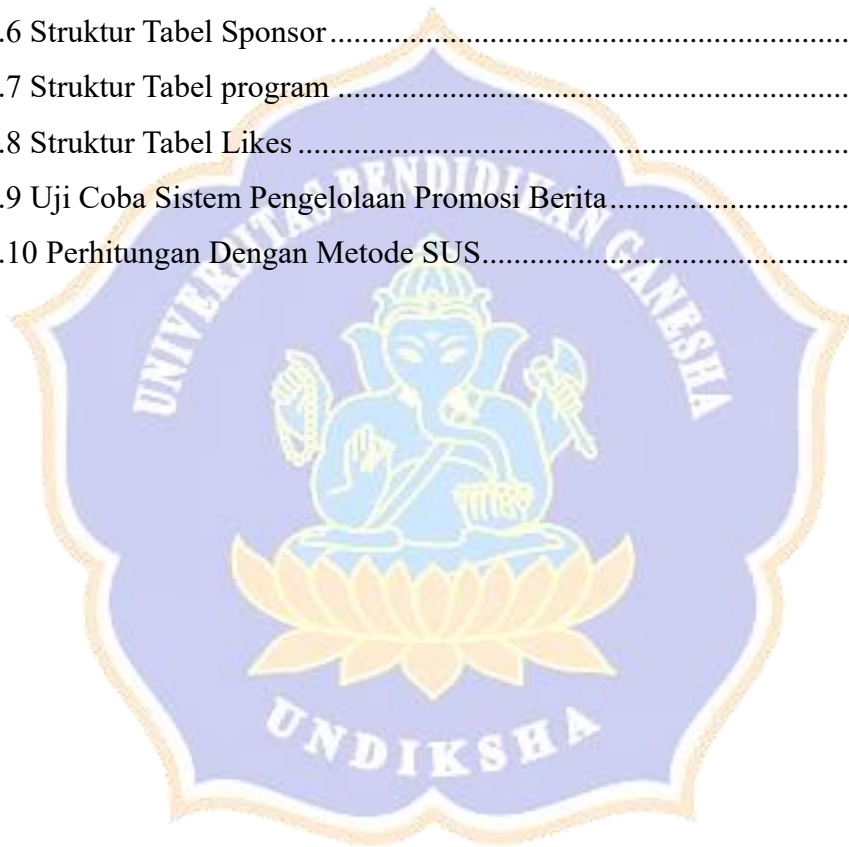 .6 Struktur Tabel Sponsor
.7 Struktur Tabel program
.8 Struktur Tabel Likes
.9 Uji Coba Sistem Pengelolaan Promosi Berita
.10 Perhitungan Dengan Metode SUS
UNIVERSITAS PENDIDIKAN GANESHA
UNDIKSHA